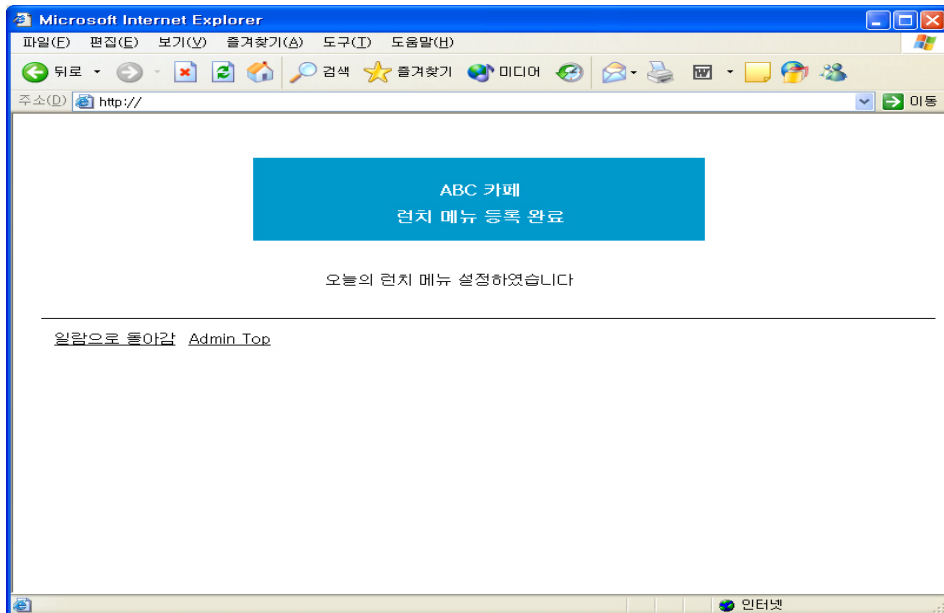 Microsoft Internet Explorer
파일(F) 편집(E) 보기(V) 즐겨찾기(A) 도구(T) 도움말(H)
뒤로 검색 즐겨찾기 미디어
주소(D) http:// 이동
ABC 카페
런치 메뉴 등록 완료
오늘의 런치 메뉴 설정하였습니다
일람으로 돌아감 Admin Top
인터넷